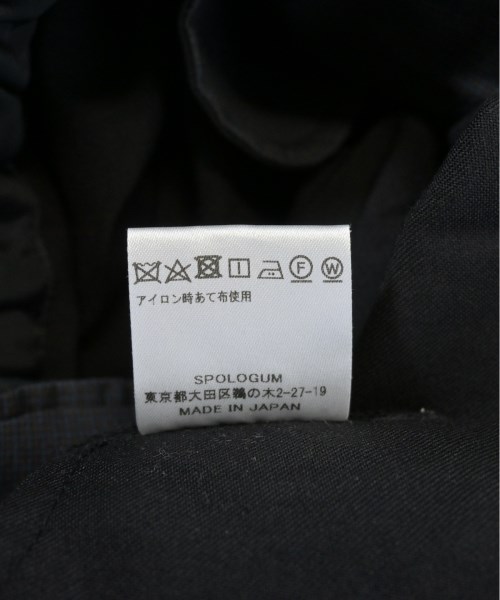 F W
アイロン時あて布使用
SPOLOGUM
東京都大田区鵜の木2-27-19
MADE IN JAPAN